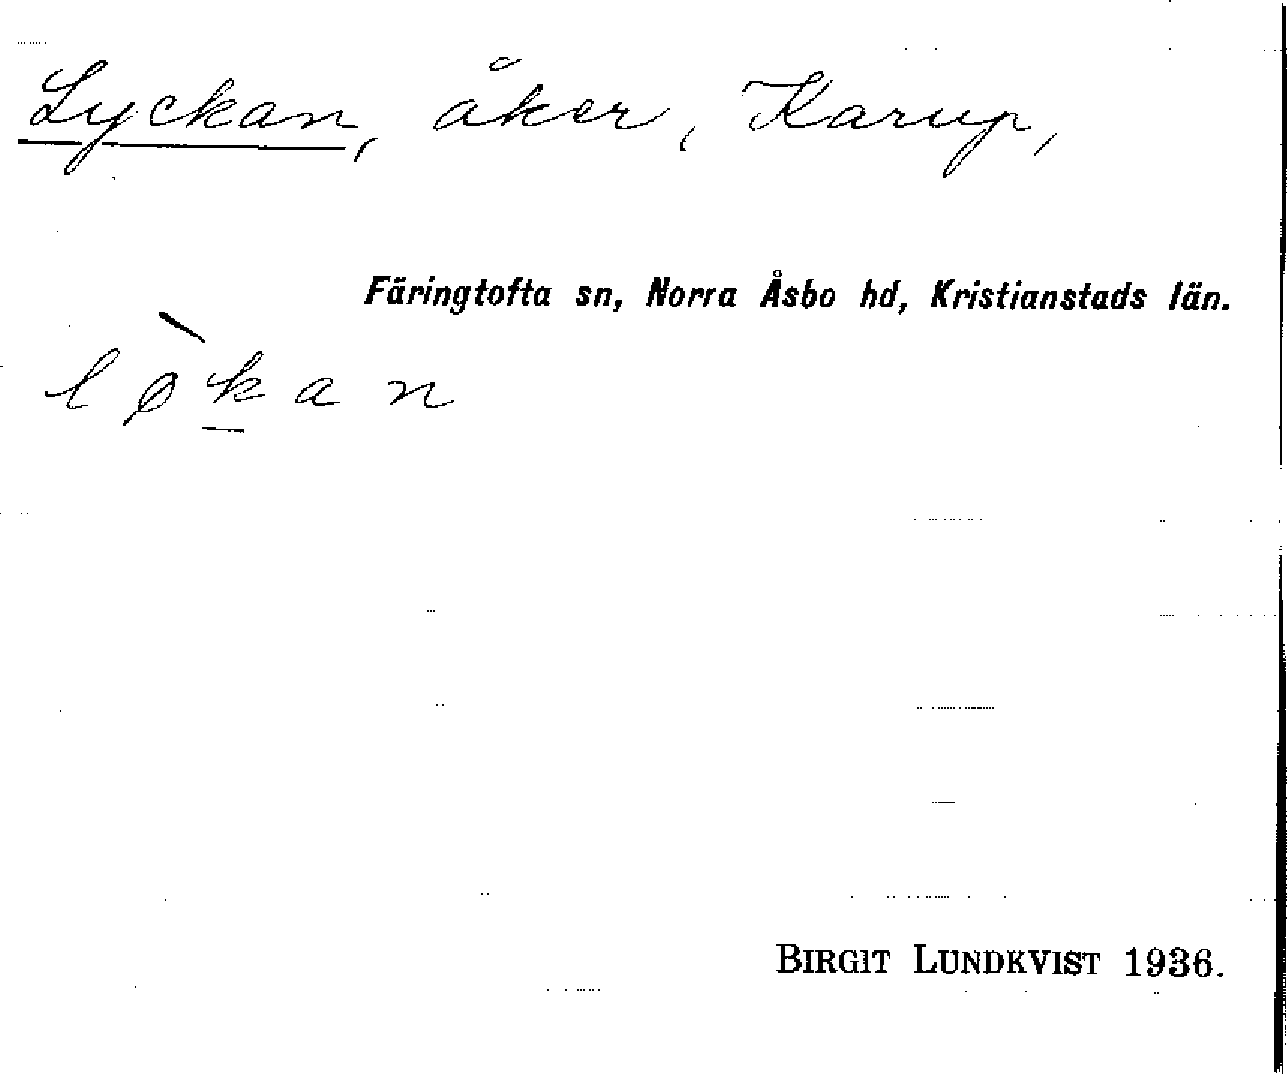 Lyckan, åker, Karup,
Färingtofta sn, Norra Åsbo hd, Kristianstads län.
l ø̀ k̲ a n
BIRGIT LUNDKVIST 1936.